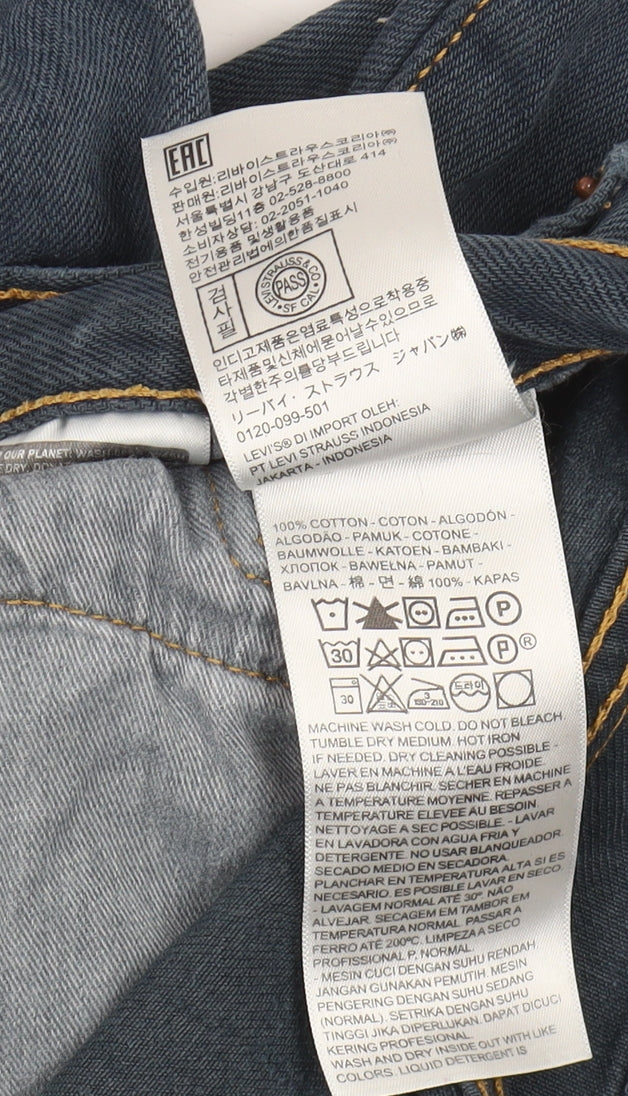 EAC
수입원:리바이스트라우스코리아㈜
판매원:리바이스트라우스코리아㈜
서울특별시 강남구 도산대로 414
한성빌딩11층 02-528-8800
소비자상담: 02-2051-1040
전기용품 및생활용품
안전관리법에의한품질표시
검사필
LEVI STRAUSS & CO.
PASS
SF CAL
인디고제품은염료특성으로착용중
타제품및신체에묻어날수있으므로
각별한주의를당부드립니다
リーバイ・ストラウス ジャパン㈱
0120-099-501
LEVI'S® DI IMPORT OLEH:
PT LEVI STRAUSS INDONESIA
JAKARTA - INDONESIA
OUR PLANET: WASH
DRY
100% COTTON - COTON - ALGODÓN -
ALGODÃO - PAMUK - COTONE -
BAUMWOLLE - KATOEN - BAMBAKI -
ХЛОПОК - BAWEŁNA - PAMUT -
BAVLNA - 棉 - 면 - 綿 100% - KAPAS
P
30 P®
30 3 150-210 드라이
MACHINE WASH COLD. DO NOT BLEACH.
TUMBLE DRY MEDIUM. HOT IRON
IF NEEDED. DRY CLEANING POSSIBLE -
LAVER EN MACHINE A L'EAU FROIDE.
NE PAS BLANCHIR. SECHER EN MACHINE
A TEMPERATURE MOYENNE. REPASSER A
TEMPERATURE ELEVEE AU BESOIN.
NETTOYAGE A SEC POSSIBLE. - LAVAR
EN LAVADORA CON AGUA FRIA Y
DETERGENTE. NO USAR BLANQUEADOR.
SECADO MEDIO EN SECADORA.
PLANCHAR EN TEMPERATURA ALTA SI ES
NECESARIO. ES POSIBLE LAVAR EN SECO.
- LAVAGEM NORMAL ATÉ 30º. NÃO
ALVEJAR. SECAGEM EM TAMBOR EM
TEMPERATURA NORMAL. PASSAR A
FERRO ATÉ 200ºC. LIMPEZA A SECO
PROFISSIONAL P, NORMAL.
- MESIN CUCI DENGAN SUHU RENDAH.
JANGAN GUNAKAN PEMUTIH. MESIN
PENGERING DENGAN SUHU SEDANG
(NORMAL). SETRIKA DENGAN SUHU
TINGGI JIKA DIPERLUKAN. DAPAT DICUCI
KERING PROFESIONAL.
WASH AND DRY INSIDE OUT WITH LIKE
COLORS. LIQUID DETERGENT IS